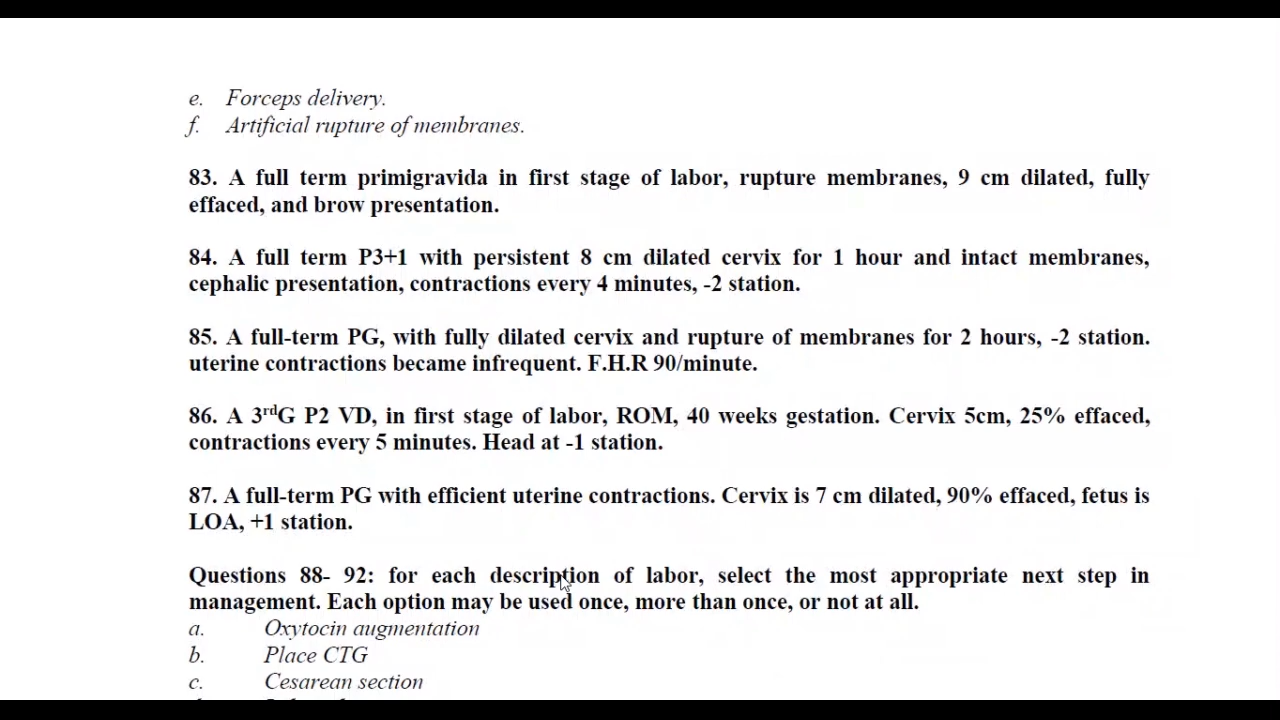 e. Forceps delivery.
f. Artificial rupture of membranes.
83. A full term primigravida in first stage of labor, rupture membranes, 9 cm dilated, fully
effaced, and brow presentation.
84. A full term P3+1 with persistent 8 cm dilated cervix for 1 hour and intact membranes,
cephalic presentation, contractions every 4 minutes, -2 station.
85. A full-term PG, with fully dilated cervix and rupture of membranes for 2 hours, -2 station.
uterine contractions became infrequent. F.H.R 90/minute.
86. A 3rdG P2 VD, in first stage of labor, ROM, 40 weeks gestation. Cervix 5cm, 25% effaced,
contractions every 5 minutes. Head at -1 station.
87. A full-term PG with efficient uterine contractions. Cervix is 7 cm dilated, 90% effaced, fetus is
LOA, +1 station.
Questions 88- 92: for each description of labor, select the most appropriate next step in
management. Each option may be used once, more than once, or not at all.
a. Oxytocin augmentation
b. Place CTG
c. Cesarean section